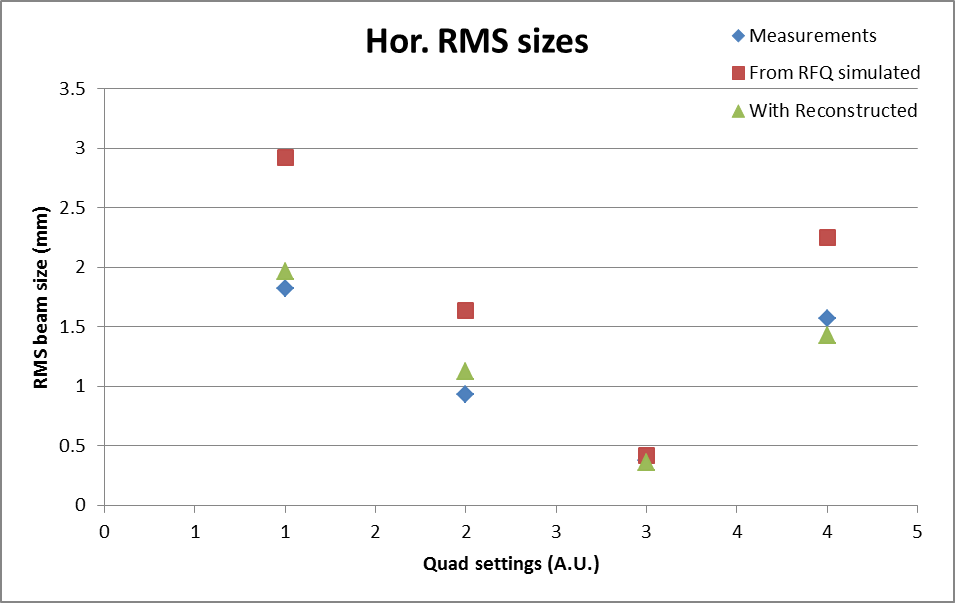 Hor. RMS sizes
Measurements
From RFQ simulated
With Reconstructed
3.5
3
2.5
2
1.5
1
0.5
0
RMS beam size (mm)
0 1 1 2 2 3 3 4 4 5
Quad settings (A.U.)